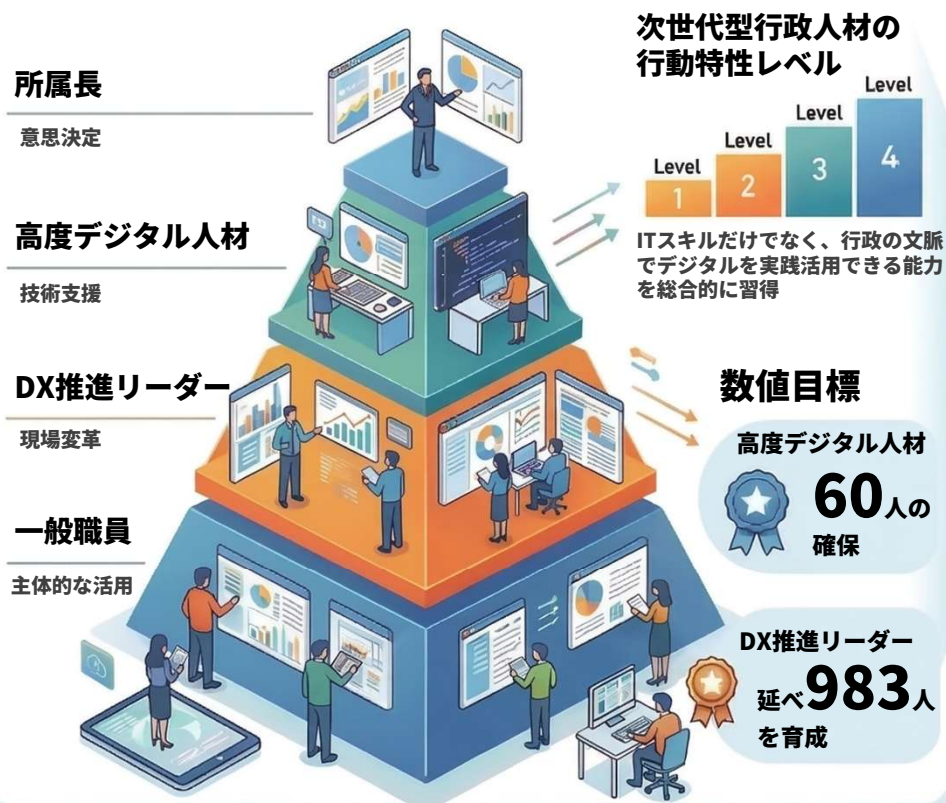 所属長
意思決定
高度デジタル人材
技術支援
DX推進リーダー
現場変革
一般職員
主体的な活用
次世代型行政人材の
行動特性レベル
Level
1
Level
2
Level
3
Level
4
ITスキルだけでなく、行政の文脈
でデジタルを実践活用できる能力
を総合的に習得
数値目標
高度デジタル人材
60人の
確保
DX推進リーダー
延べ983人
を育成